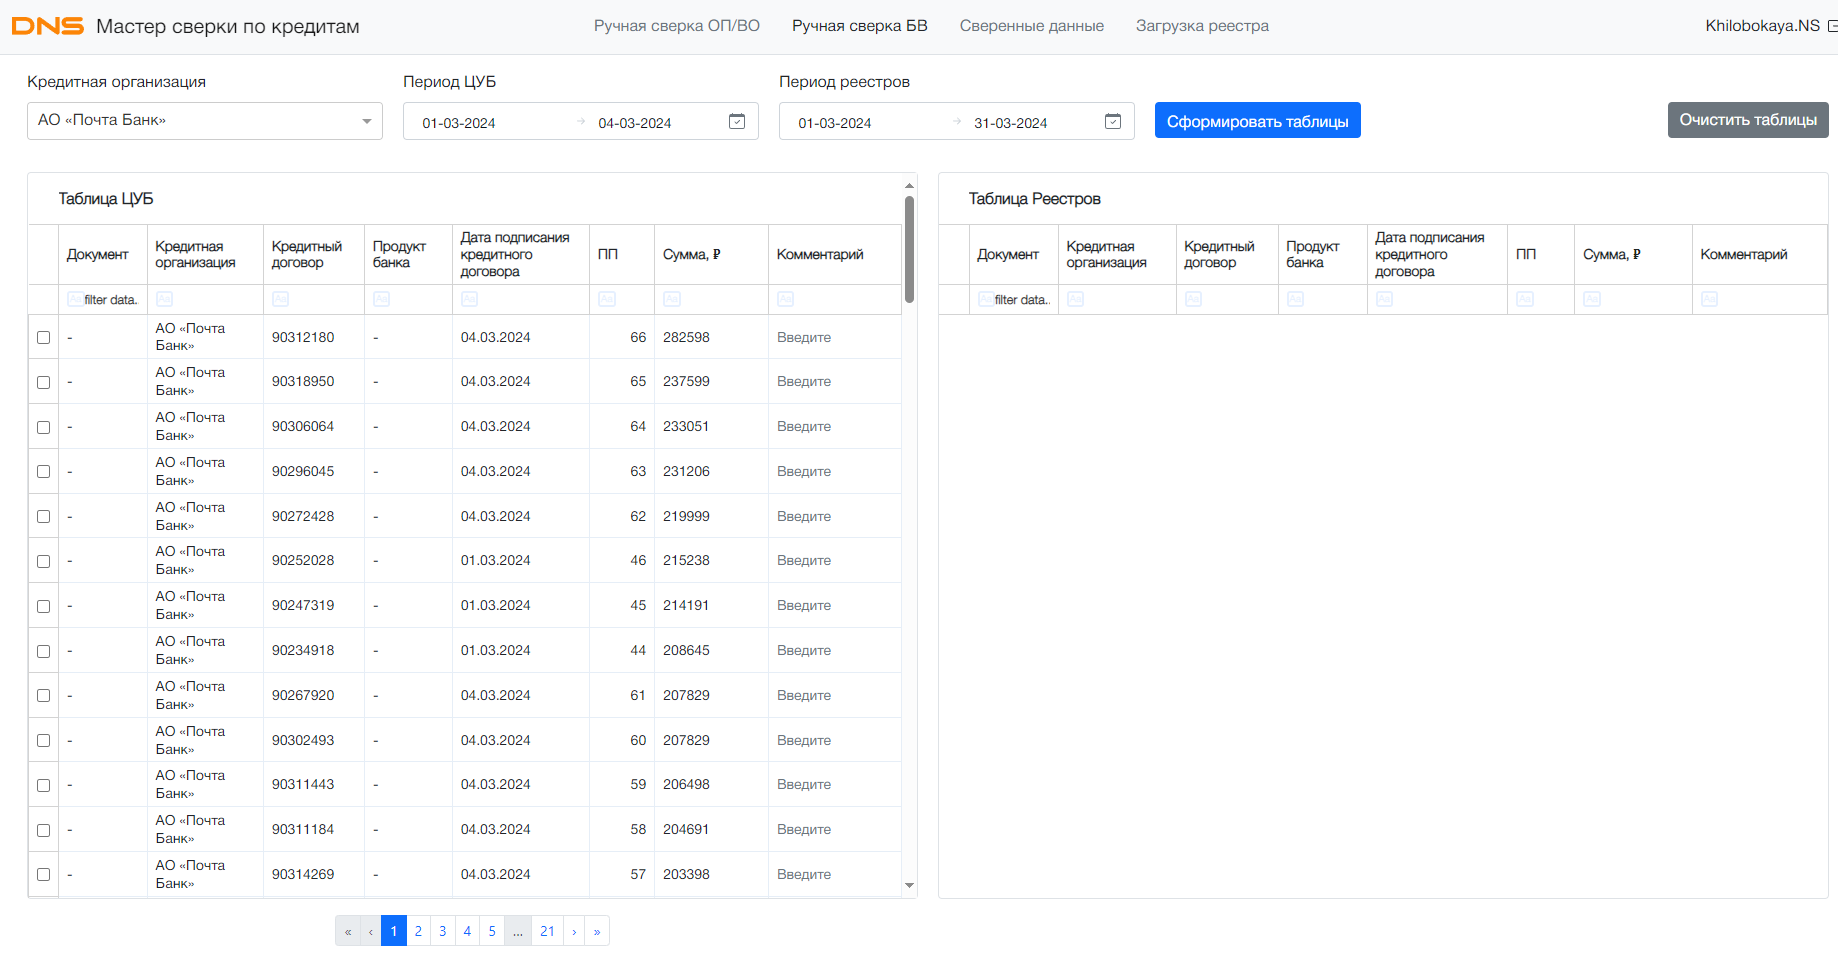 DNS Мастер сверки по кредитам Ручная сверка ОП/ВО Ручная сверка БВ Сверенные данные Загрузка реестра Khilobokaya.NS
Кредитная организация Период ЦУБ Период реестров
АО «Почта Банк» 01-03-2024 → 04-03-2024 01-03-2024 → 31-03-2024 Сформировать таблицы Очистить таблицы
Таблица ЦУБ
Документ Кредитная организация Кредитный договор Продукт банка Дата подписания кредитного договора ПП Сумма, ₽ Комментарий
filter data..
- АО «Почта Банк» 90312180 - 04.03.2024 66 282598 Введите
- АО «Почта Банк» 90318950 - 04.03.2024 65 237599 Введите
- АО «Почта Банк» 90306064 - 04.03.2024 64 233051 Введите
- АО «Почта Банк» 90296045 - 04.03.2024 63 231206 Введите
- АО «Почта Банк» 90272428 - 04.03.2024 62 219999 Введите
- АО «Почта Банк» 90252028 - 01.03.2024 46 215238 Введите
- АО «Почта Банк» 90247319 - 01.03.2024 45 214191 Введите
- АО «Почта Банк» 90234918 - 01.03.2024 44 208645 Введите
- АО «Почта Банк» 90267920 - 04.03.2024 61 207829 Введите
- АО «Почта Банк» 90302493 - 04.03.2024 60 207829 Введите
- АО «Почта Банк» 90311443 - 04.03.2024 59 206498 Введите
- АО «Почта Банк» 90311184 - 04.03.2024 58 204691 Введите
- АО «Почта Банк» 90314269 - 04.03.2024 57 203398 Введите
« ‹ 1 2 3 4 5 ... 21 › »
Таблица Реестров
Документ Кредитная организация Кредитный договор Продукт банка Дата подписания кредитного договора ПП Сумма, ₽ Комментарий
filter data..